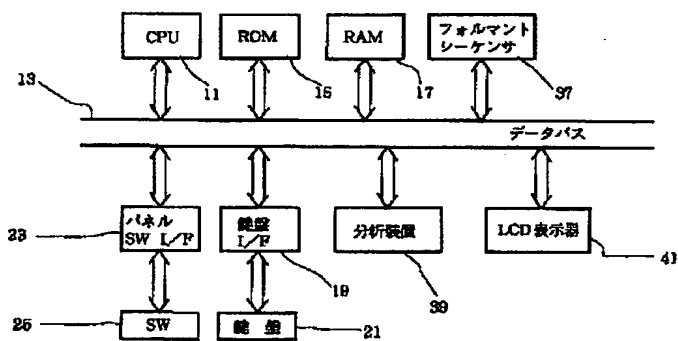 CPU
ROM
RAM
フォルマント
シーケンサ
11
15
17
37
13
データバス
パネル
SW I/F
鍵盤
I/F
分析装置
LCD表示器
23
19
39
41
SW
鍵 盤
25
21